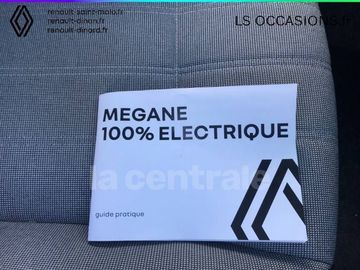 renault-saint-malo.fr
renault-dinan.fr
renault-dinard.fr
LS OCCASIONS.fr
MEGANE
100% ELECTRIQUE
la centrale
guide pratique